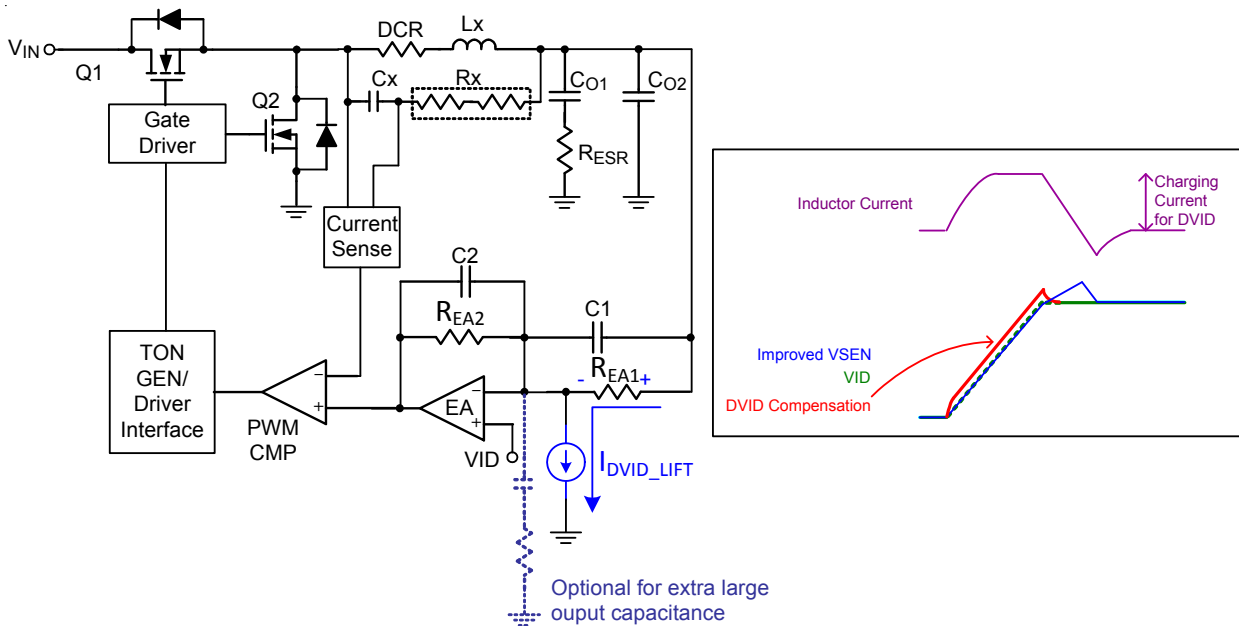 VIN
Q1
DCR
Lx
Cx
Rx
CO1
CO2
RESR
Q2
Gate
Driver
Current
Sense
C2
REA2
C1
REA1
- +
TON
GEN/
Driver
Interface
PWM
CMP
-
+
EA
-
+
VID
IDVID_LIFT
Optional for extra large
ouput capacitance
Inductor Current
Charging
Current
for DVID
Improved VSEN
VID
DVID Compensation